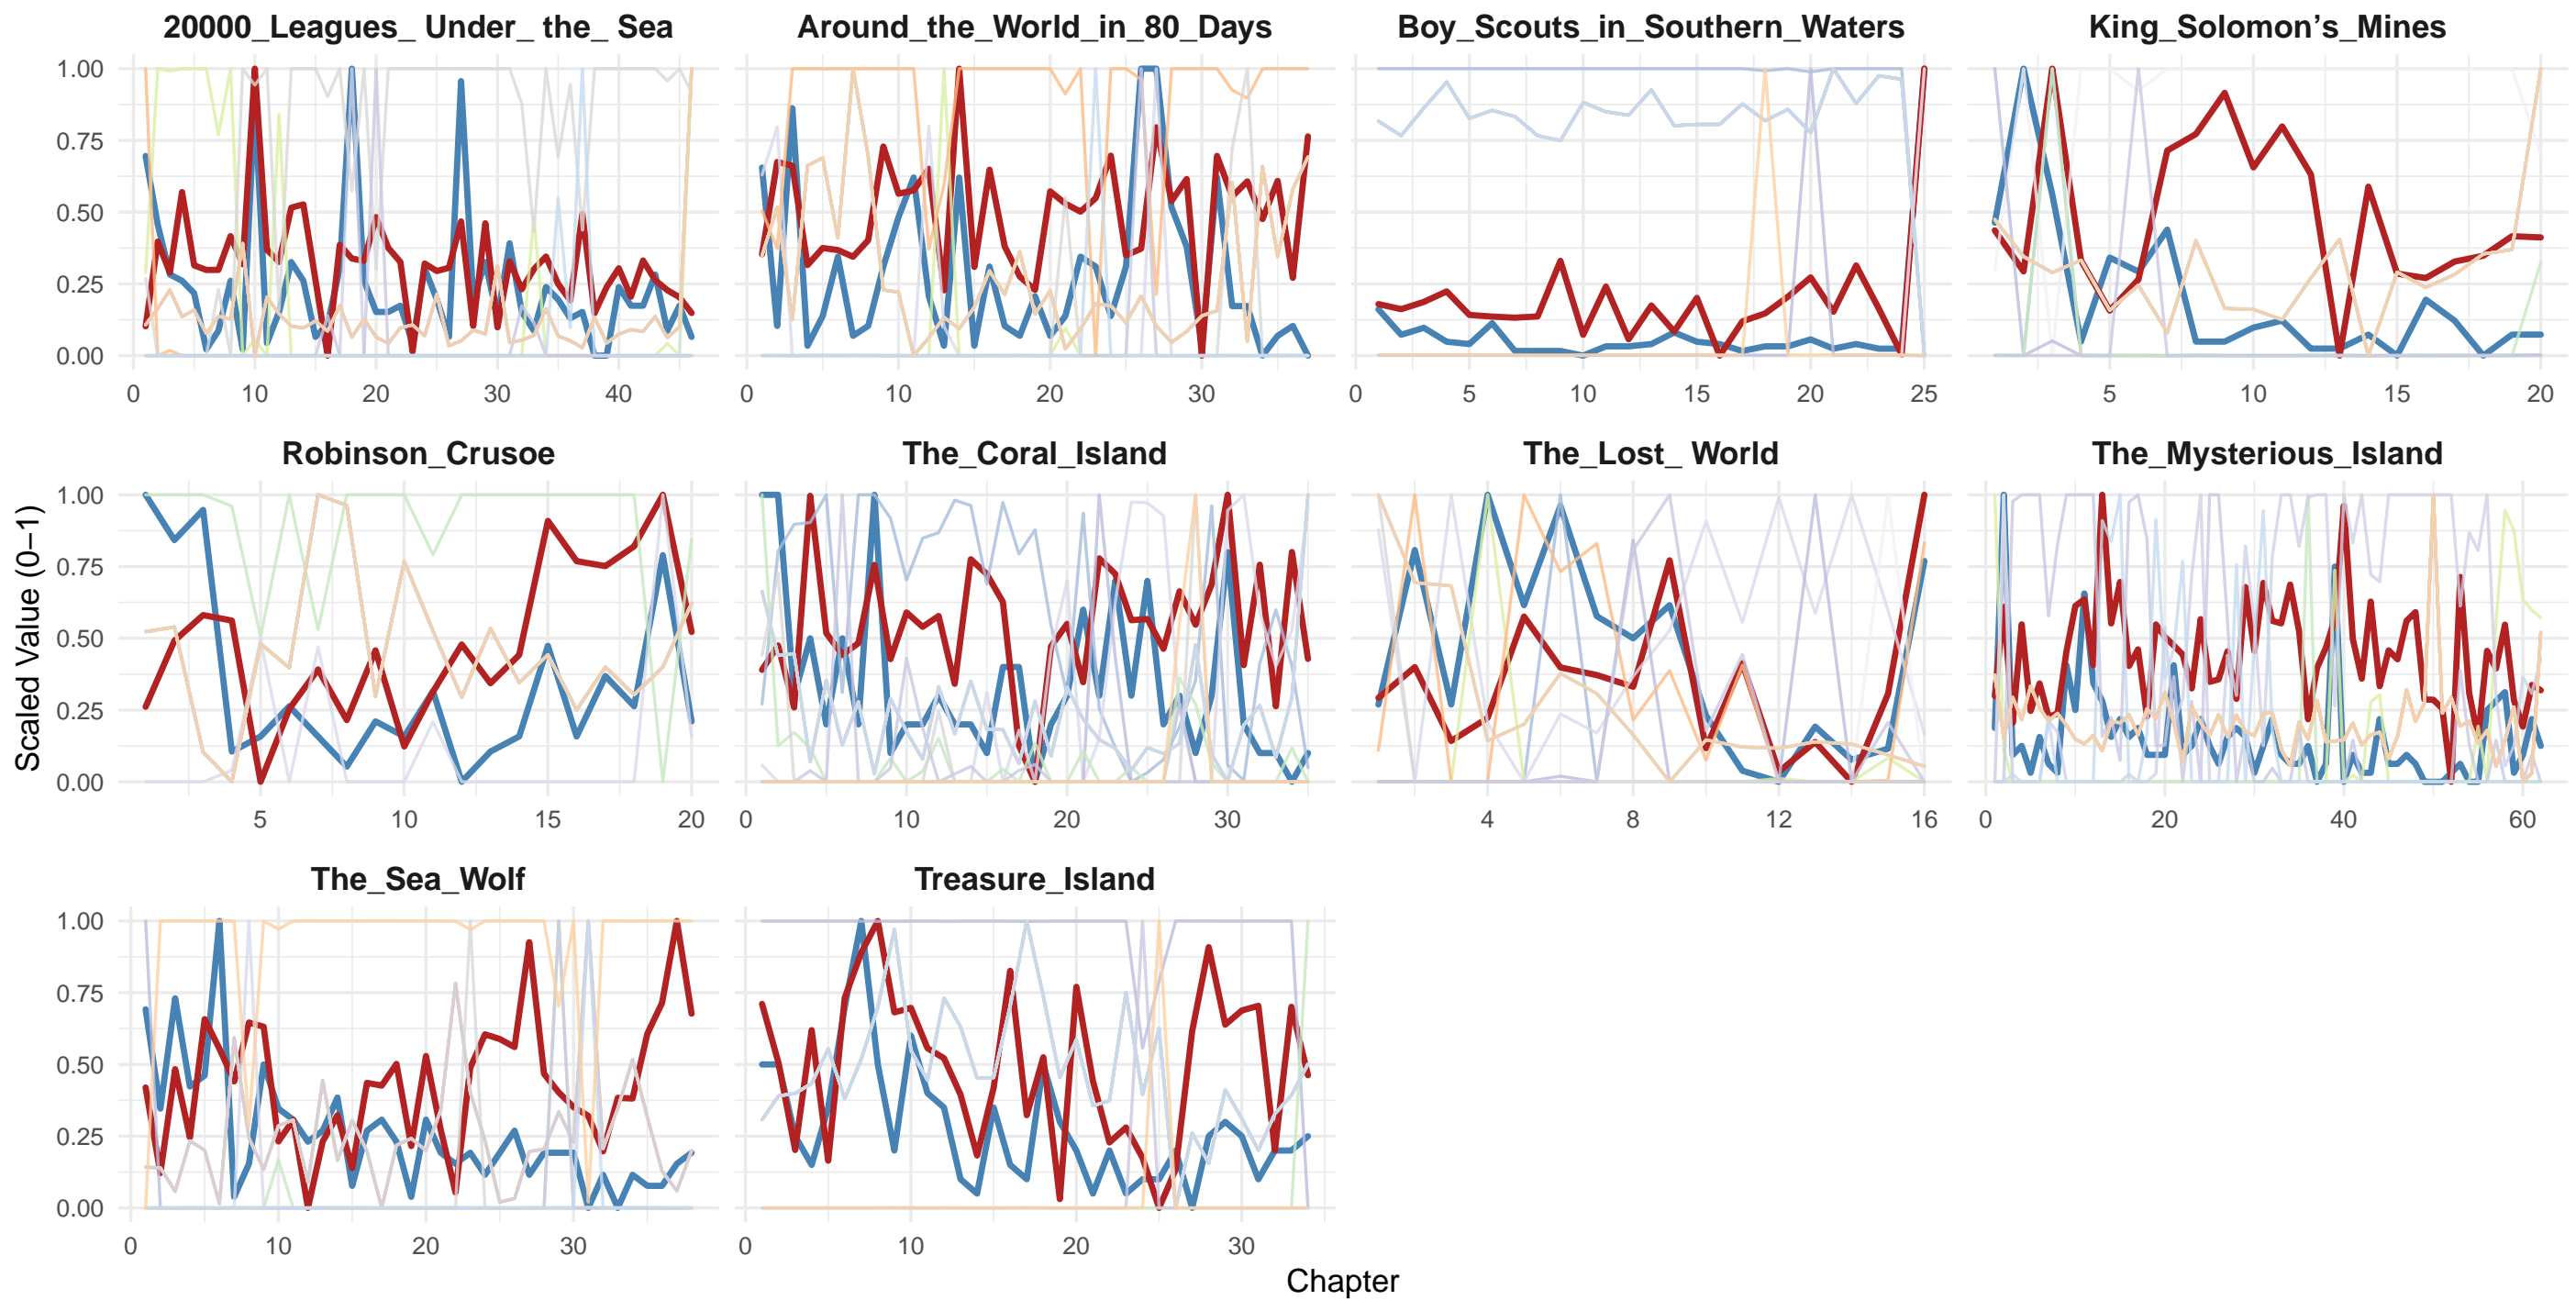 20000_Leagues_ Under_ the_ Sea Around_the_World_in_80_Days Boy_Scouts_in_Southern_Waters King_Solomon’s_Mines
1.00
0.75
0.50
0.25
0.00
0 10 20 30 40 0 10 20 30 0 5 10 15 20 25 5 10 15 20
Robinson_Crusoe The_Coral_Island The_Lost_ World The_Mysterious_Island
1.00
0.75
0.50
0.25
0.00
5 10 15 20 0 10 20 30 4 8 12 16 0 20 40 60
Scaled Value (0−1)
The_Sea_Wolf Treasure_Island
1.00
0.75
0.50
0.25
0.00
0 10 20 30 0 10 20 30
Chapter